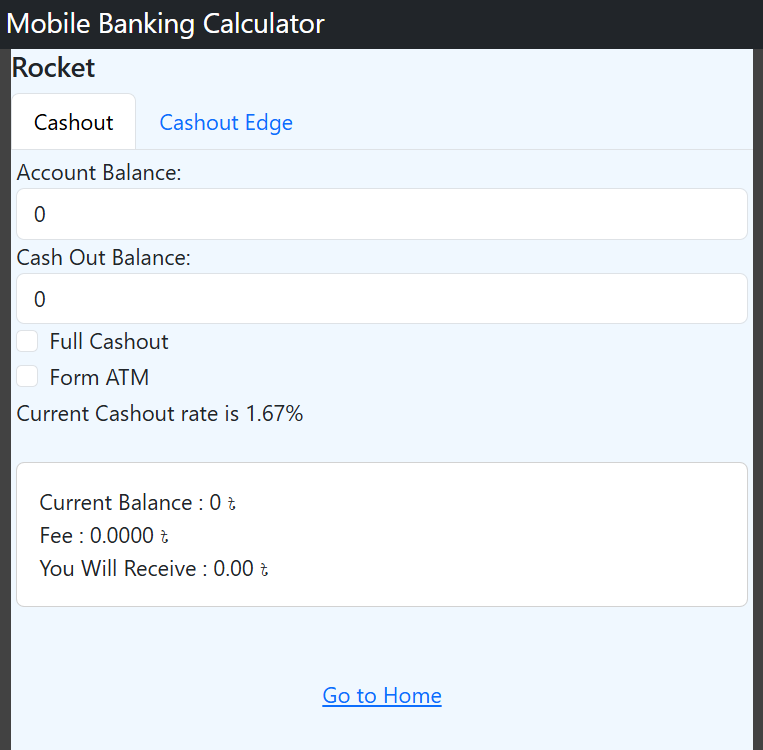 Mobile Banking Calculator
Rocket
Cashout Cashout Edge
Account Balance:
0
Cash Out Balance:
0
Full Cashout
Form ATM
Current Cashout rate is 1.67%
Current Balance : 0 ৳
Fee : 0.0000 ৳
You Will Receive : 0.00 ৳
Go to Home